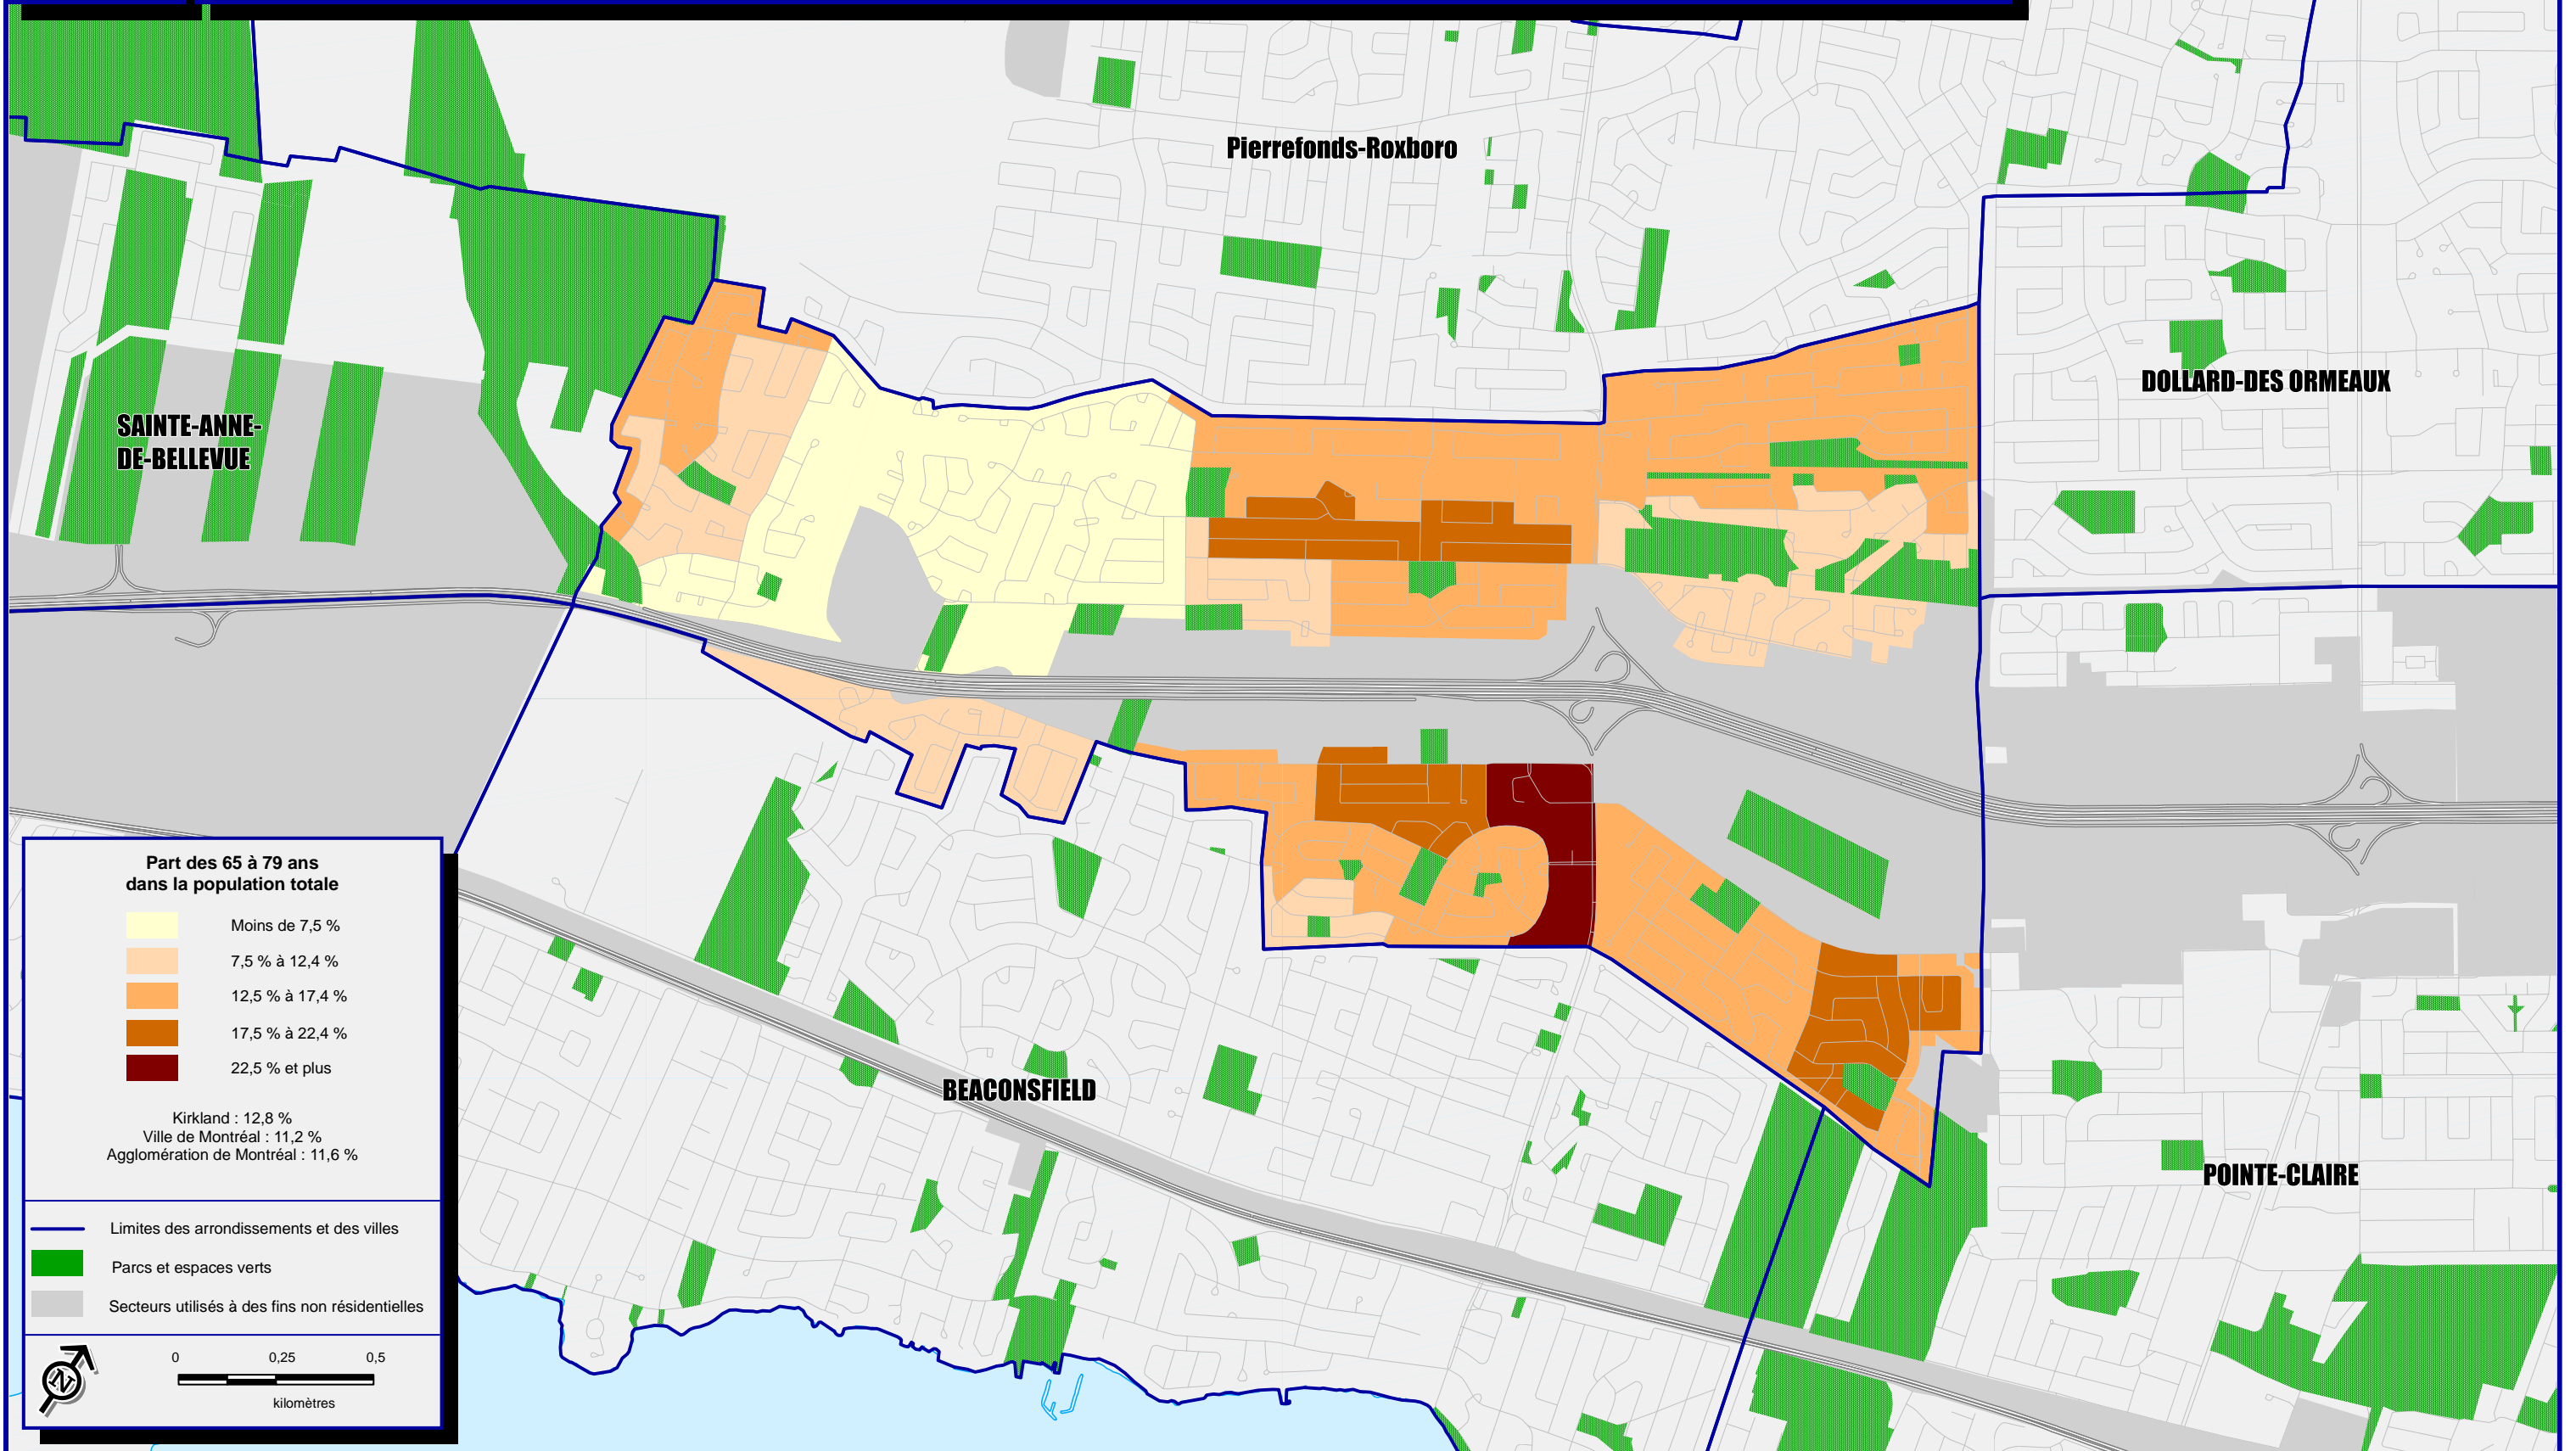 Pierrefonds-Roxboro
DOLLARD-DES ORMEAUX
SAINTE-ANNE-
DE-BELLEVUE
BEACONSFIELD
POINTE-CLAIRE
Part des 65 à 79 ans
dans la population totale
Moins de 7,5 %
7,5 % à 12,4 %
12,5 % à 17,4 %
17,5 % à 22,4 %
22,5 % et plus
Kirkland : 12,8 %
Ville de Montréal : 11,2 %
Agglomération de Montréal : 11,6 %
Limites des arrondissements et des villes
Parcs et espaces verts
Secteurs utilisés à des fins non résidentielles
N
0 0,25 0,5
kilomètres